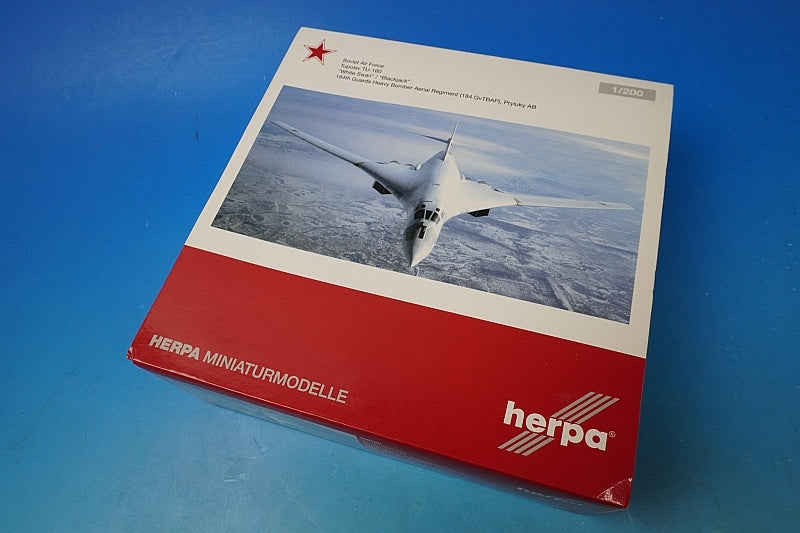 Soviet Air Force
Tupolev TU-160
"White Swan" / "Blackjack"
184th Guards Heavy Bomber Aerial Regiment (184 GvTBAP), Pryluky AB
1/200
HERPA MINIATURMODELLE
herpa®